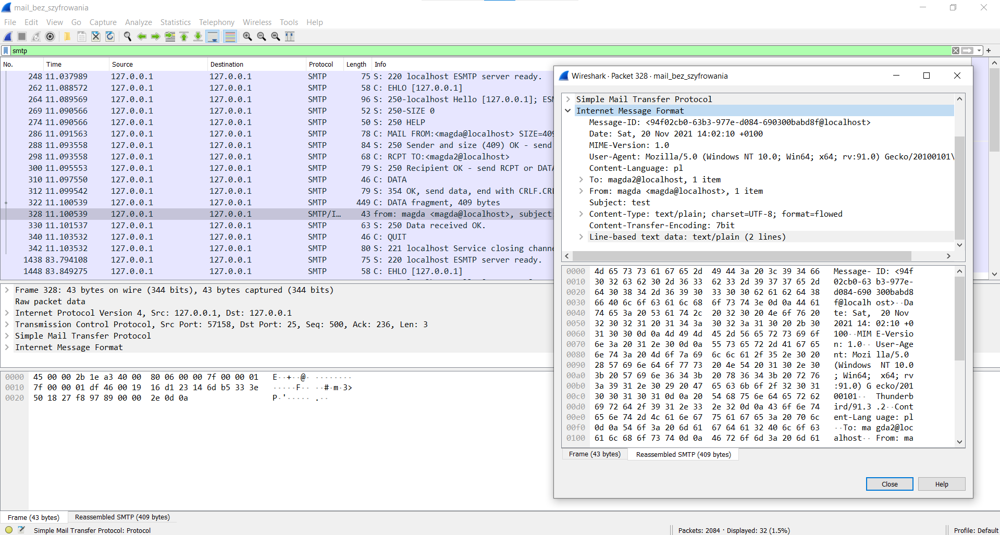 mail_bez_szyfrowania
File Edit View Go Capture Analyze Statistics Telephony Wireless Tools Help
smtp
No. Time Source Destination Protocol Length Info
248 11.037989 127.0.0.1 127.0.0.1 SMTP 75 S: 220 localhost ESMTP server ready.
262 11.088572 127.0.0.1 127.0.0.1 SMTP 58 C: EHLO [127.0.0.1]
264 11.089569 127.0.0.1 127.0.0.1 SMTP 96 S: 250-localhost Hello [127.0.0.1]; ESM
269 11.090566 127.0.0.1 127.0.0.1 SMTP 52 S: 250-SIZE 0
274 11.090566 127.0.0.1 127.0.0.1 SMTP 50 S: 250 HELP
286 11.091563 127.0.0.1 127.0.0.1 SMTP 78 C: MAIL FROM:<magda@localhost> SIZE=409
288 11.093558 127.0.0.1 127.0.0.1 SMTP 84 S: 250 Sender and size (409) OK - send
298 11.093558 127.0.0.1 127.0.0.1 SMTP 68 C: RCPT TO:<magda2@localhost>
300 11.095553 127.0.0.1 127.0.0.1 SMTP 79 S: 250 Recipient OK - send RCPT or DATA
310 11.097550 127.0.0.1 127.0.0.1 SMTP 46 C: DATA
312 11.099542 127.0.0.1 127.0.0.1 SMTP 79 S: 354 OK, send data, end with CRLF.CRL
322 11.100539 127.0.0.1 127.0.0.1 SMTP 449 C: DATA fragment, 409 bytes
328 11.100539 127.0.0.1 127.0.0.1 SMTP/I… 43 from: magda <magda@localhost>, subject
330 11.101537 127.0.0.1 127.0.0.1 SMTP 63 S: 250 Data received OK.
340 11.103532 127.0.0.1 127.0.0.1 SMTP 46 C: QUIT
342 11.103532 127.0.0.1 127.0.0.1 SMTP 80 S: 221 localhost Service closing channe
1438 83.794108 127.0.0.1 127.0.0.1 SMTP 75 S: 220 localhost ESMTP server ready.
1448 83.849275 127.0.0.1 127.0.0.1 SMTP 58 C: EHLO [127.0.0.1]
Frame 328: 43 bytes on wire (344 bits), 43 bytes captured (344 bits)
Raw packet data
Internet Protocol Version 4, Src: 127.0.0.1, Dst: 127.0.0.1
Transmission Control Protocol, Src Port: 57158, Dst Port: 25, Seq: 500, Ack: 236, Len: 3
Simple Mail Transfer Protocol
Internet Message Format
0000 45 00 00 2b 1e a3 40 00 80 06 00 00 7f 00 00 01 E··+··@· ········
0010 7f 00 00 01 df 46 00 19 16 d1 23 14 6d b5 33 3e ·····F·· ··#·m·3>
0020 50 18 27 f8 97 89 00 00 2e 0d 0a P·'····· .··
Frame (43 bytes) Reassembled SMTP (409 bytes)
Simple Mail Transfer Protocol: Protocol
Packets: 2084 · Displayed: 32 (1.5%)
Profile: Default
Wireshark · Packet 328 · mail_bez_szyfrowania
Simple Mail Transfer Protocol
Internet Message Format
Message-ID: <94f02cb0-63b3-977e-d084-690300babd8f@localhost>
Date: Sat, 20 Nov 2021 14:02:10 +0100
MIME-Version: 1.0
User-Agent: Mozilla/5.0 (Windows NT 10.0; Win64; x64; rv:91.0) Gecko/20100101\
Content-Language: pl
To: magda2@localhost, 1 item
From: magda <magda@localhost>, 1 item
Subject: test
Content-Type: text/plain; charset=UTF-8; format=flowed
Content-Transfer-Encoding: 7bit
Line-based text data: text/plain (2 lines)
0000 4d 65 73 73 61 67 65 2d 49 44 3a 20 3c 39 34 66 Message- ID: <94f
0010 30 32 63 62 30 2d 36 33 62 33 2d 39 37 37 65 2d 02cb0-63 b3-977e-
0020 64 30 38 34 2d 36 39 30 33 30 30 62 61 62 64 38 d084-690 300babd8
0030 66 40 6c 6f 63 61 6c 68 6f 73 74 3e 0d 0a 44 61 f@localh ost>··Da
0040 74 65 3a 20 53 61 74 2c 20 32 30 20 4e 6f 76 20 te: Sat, 20 Nov
0050 32 30 32 31 20 31 34 3a 30 32 3a 31 30 20 2b 30 2021 14: 02:10 +0
0060 31 30 30 0d 0a 4d 49 4d 45 2d 56 65 72 73 69 6f 100··MIM E-Versio
0070 6e 3a 20 31 2e 30 0d 0a 55 73 65 72 2d 41 67 65 n: 1.0·· User-Age
0080 6e 74 3a 20 4d 6f 7a 69 6c 6c 61 2f 35 2e 30 20 nt: Mozi lla/5.0
0090 28 57 69 6e 64 6f 77 73 20 4e 54 20 31 30 2e 30 (Windows NT 10.0
00a0 3b 20 57 69 6e 36 34 3b 20 78 36 34 3b 20 72 76 ; Win64; x64; rv
00b0 3a 39 31 2e 30 29 20 47 65 63 6b 6f 2f 32 30 31 :91.0) G ecko/201
00c0 30 30 31 30 31 0d 0a 20 54 68 75 6e 64 65 72 62 00101·· Thunderb
00d0 69 72 64 2f 39 31 2e 33 2e 32 0d 0a 43 6f 6e 74 ird/91.3 .2··Cont
00e0 65 6e 74 2d 4c 61 6e 67 75 61 67 65 3a 20 70 6c ent-Lang uage: pl
00f0 0d 0a 54 6f 3a 20 6d 61 67 64 61 32 40 6c 6f 63 ··To: ma gda2@loc
0100 61 6c 68 6f 73 74 0d 0a 46 72 6f 6d 3a 20 6d 61 alhost·· From: ma
Frame (43 bytes) Reassembled SMTP (409 bytes)
Close Help